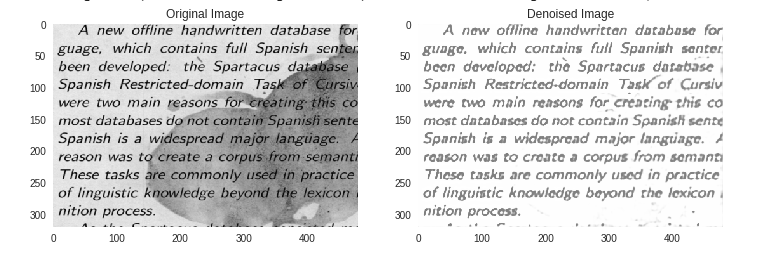 Original Image
0
50
100
150
200
250
300
A new offline handwritten database for
guage, which contains full Spanish senten
been developed: the Spartacus database
Spanish Restricted-domain Task of Cursiv
were two main reasons for creating this co
most databases do not contain Spanish sente
Spanish is a widespread major language. A
reason was to create a corpus from semanti
These tasks are commonly used in practice
of linguistic knowledge beyond the lexicon
nition process.
0 100 200 300 400
Denoised Image
0
50
100
150
200
250
300
A new offline handwritten database for
guage, which contains full Spanish senten
been developed: the Spartacus database
Spanish Restricted-domain Task of Cursiv
were two main reasons for creating this co
most databases do not contain Spanish sente
Spanish is a widespread major language. A
reason was to create a corpus from semanti
These tasks are commonly used in practice
of linguistic knowledge beyond the lexicon
nition process.
0 100 200 300 400